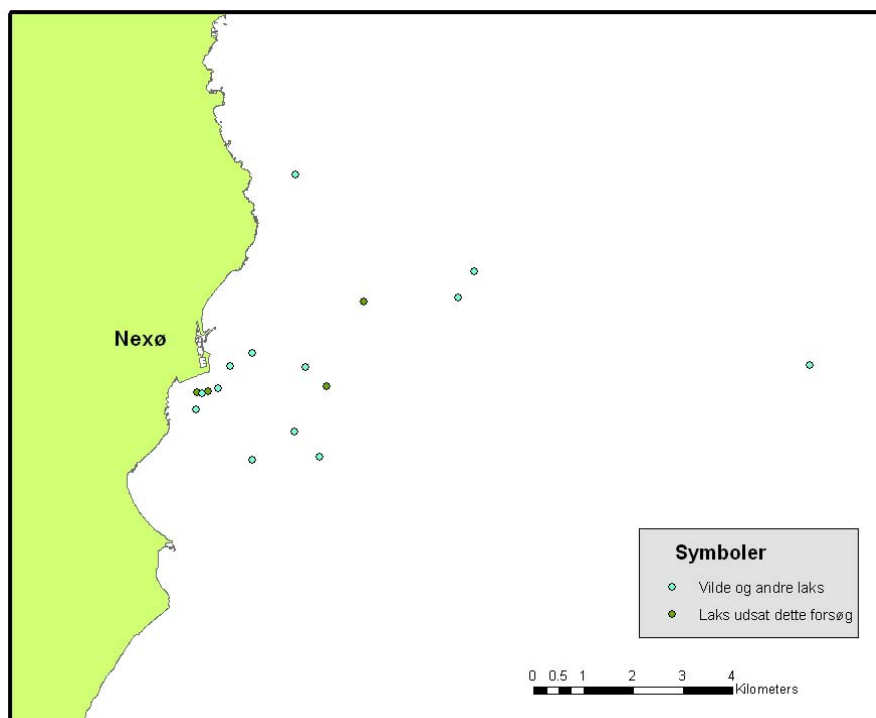 Nexø
Symboler
Vilde og andre laks
Laks udsat dette forsøg
0 0.5 1 2 3 4
Kilometers